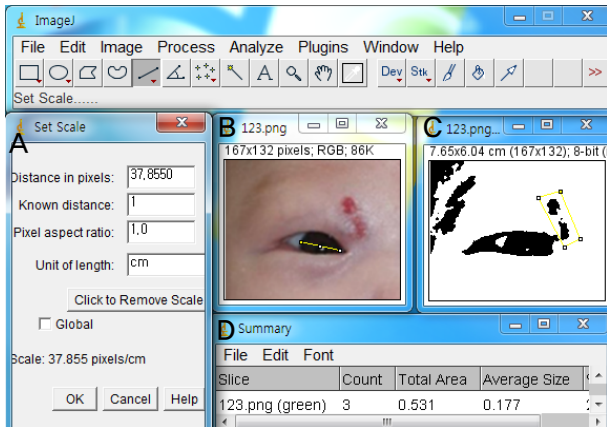 ImageJ
File Edit Image Process Analyze Plugins Window Help
A
Dev Stk
>>
Set Scale......
A
Set Scale
Distance in pixels: 37.8550
Known distance: 1
Pixel aspect ratio: 1.0
Unit of length: cm
Click to Remove Scale
Global
Scale: 37.855 pixels/cm
OK Cancel Help
B
123.png
167x132 pixels; RGB; 86K
C
123.png...
7.65x6.04 cm (167x132); 8-bit (
D
Summary
File Edit Font
Slice Count Total Area Average Size
123.png (green) 3 0.531 0.177